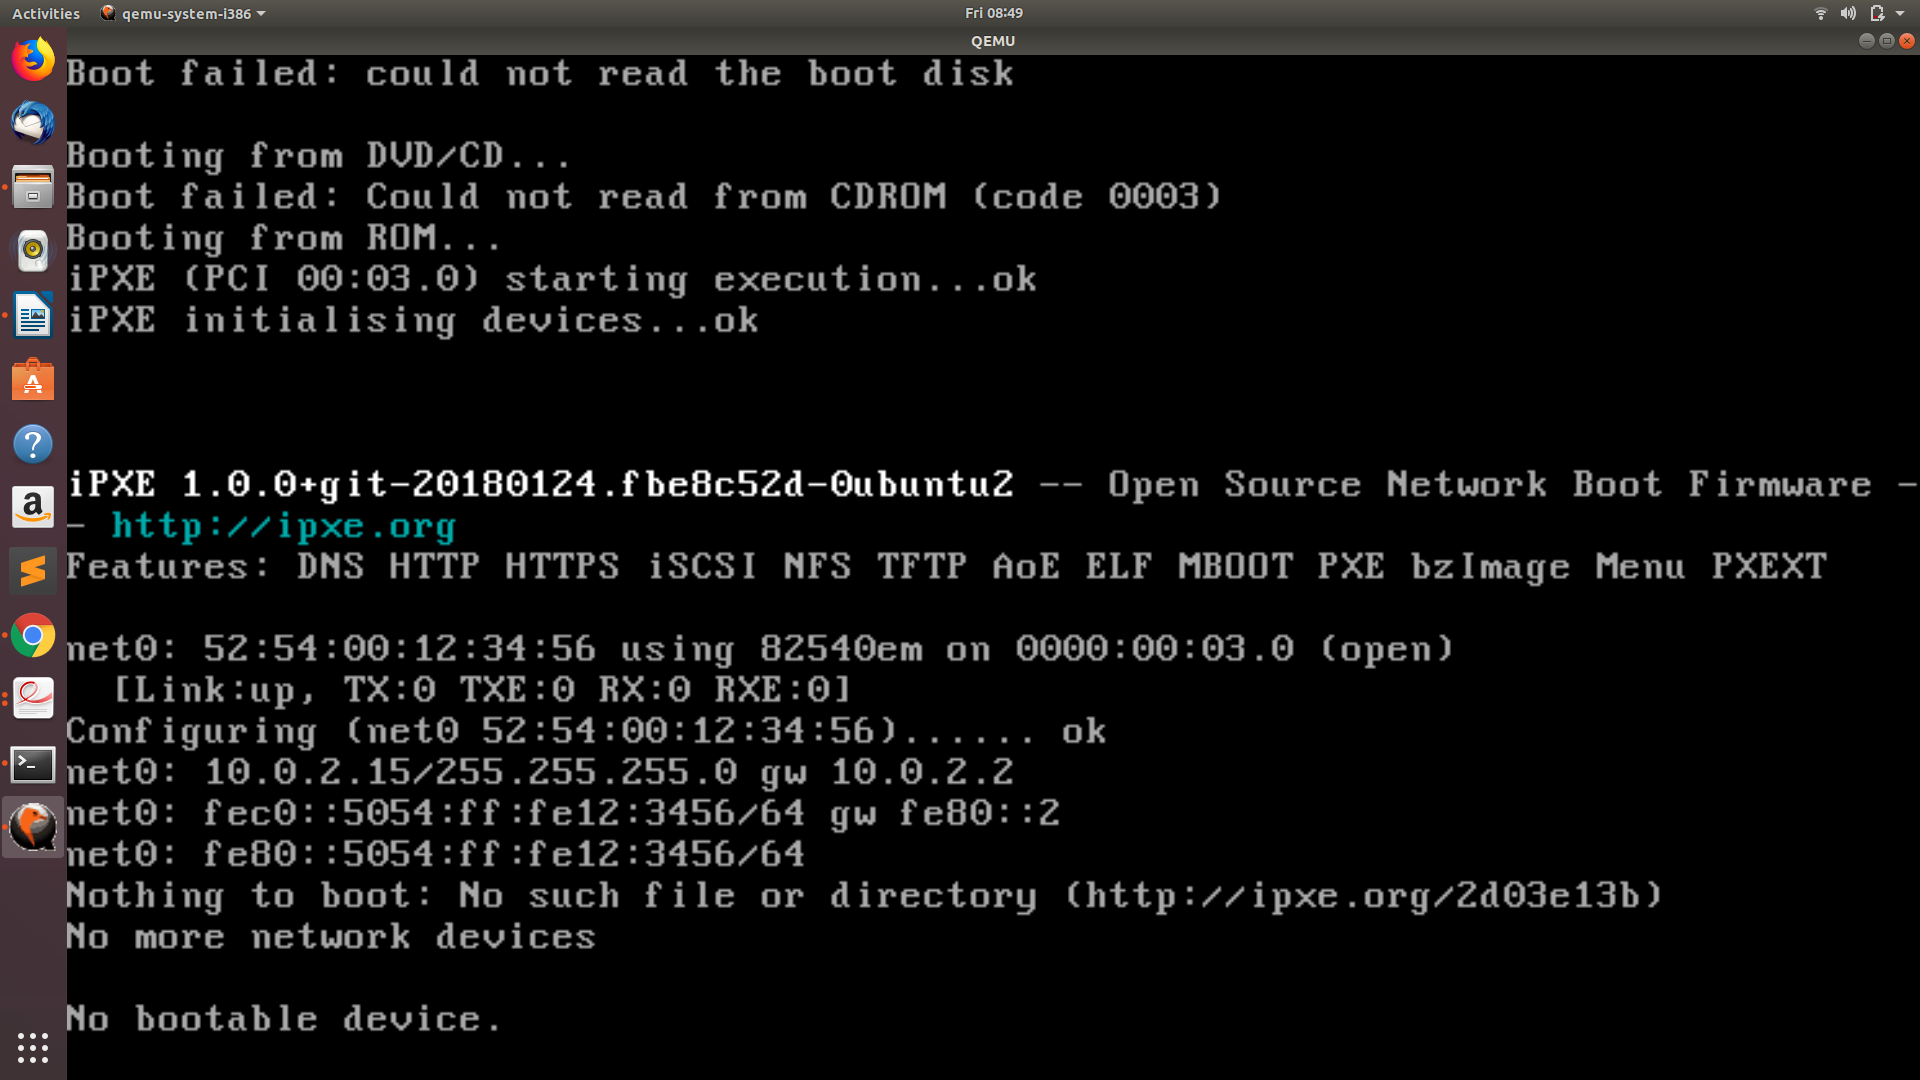 Activities qemu-system-i386 Fri 08:49
QEMU
Boot failed: could not read the boot disk
Booting from DVD/CD...
Boot failed: Could not read from CDROM (code 0003)
Booting from ROM...
iPXE (PCI 00:03.0) starting execution...ok
iPXE initialising devices...ok
iPXE 1.0.0+git-20180124.fbe8c52d-0ubuntu2 -- Open Source Network Boot Firmware -
- http://ipxe.org
Features: DNS HTTP HTTPS iSCSI NFS TFTP AoE ELF MBOOT PXE bzImage Menu PXEXT
net0: 52:54:00:12:34:56 using 82540em on 0000:00:03.0 (open)
[Link:up, TX:0 TXE:0 RX:0 RXE:0]
Configuring (net0 52:54:00:12:34:56)...... ok
net0: 10.0.2.15/255.255.255.0 gw 10.0.2.2
net0: fec0::5054:ff:fe12:3456/64 gw fe80::2
net0: fe80::5054:ff:fe12:3456/64
Nothing to boot: No such file or directory (http://ipxe.org/2d03e13b)
No more network devices
No bootable device.